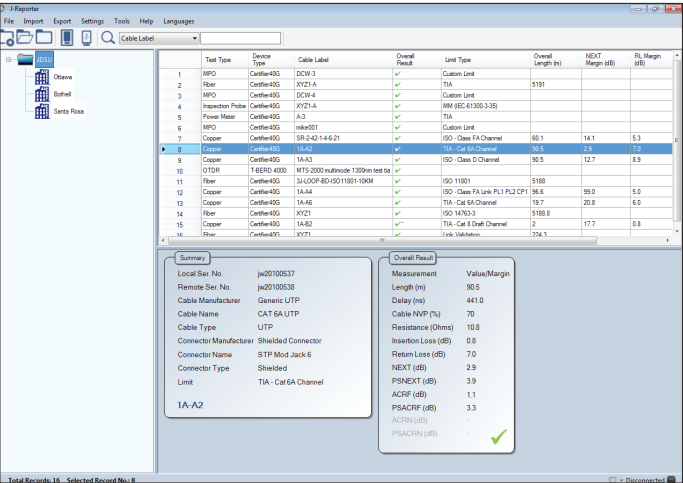 J-Reporter
File Import Export Settings Tools Help Languages
Cable Label
JDSU
Ottawa
Bothell
Santa Rosa
Test Type Device Type Cable Label Overall Result Limit Type Overall Length (m) NEXT Margin (dB) RL Margin (dB)
1 MPO Certifier40G DCW-3 ✓ Custom Limit
2 Fiber Certifier40G XYZ1-A ✓ TIA 5191
3 MPO Certifier40G DCW-4 ✓ Custom Limit
4 Inspection Probe Certifier40G XYZ1-A ✓ MM (IEC-61300-3-35)
5 Power Meter Certifier40G A-3 ✓ TIA
6 MPO Certifier40G mike001 ✓ Custom Limit
7 Copper Certifier40G SR-2-42-1-4-6-21 ✓ ISO - Class FA Channel 60.1 14.1 5.3
8 Copper Certifier40G 1A-A2 ✓ TIA - Cat 6A Channel 90.5 2.9 7.0
9 Copper Certifier40G 1A-A3 ✓ ISO - Class D Channel 90.5 12.7 8.9
10 OTDR T-BERD 4000 MTS-2000 multimode 1300nm test tia ✓
11 Fiber Certifier40G 3J-LOOP-BD-ISO11801-10KM ✓ ISO 11801 5188
12 Copper Certifier40G 1A-A4 ✓ ISO - Class FA Link PL1 PL2 CP1 96.6 99.0 5.0
13 Copper Certifier40G 1A-A6 ✓ TIA - Cat 6A Channel 19.7 20.8 6.0
14 Fiber Certifier40G XYZ1 ✓ ISO 14763-3 5188.8
15 Copper Certifier40G 1A-B2 ✓ TIA - Cat 8 Draft Channel 2 17.7 0.8
16 Fiber Certifier40G XYZ1 ✓ Link Validation 224.3
Summary
Local Ser. No. jw20100537
Remote Ser. No. jw20100538
Cable Manufacturer Generic UTP
Cable Name CAT 6A UTP
Cable Type UTP
Connector Manufacturer Shielded Connector
Connector Name STP Mod Jack 6
Connector Type Shielded
Limit TIA - Cat 6A Channel
1A-A2
Overall Result
Measurement Value/Margin
Length (m) 90.5
Delay (ns) 441.0
Cable NVP (%) 70
Resistance (Ohms) 10.8
Insertion Loss (dB) 0.8
Return Loss (dB) 7.0
NEXT (dB) 2.9
PSNEXT (dB) 3.9
ACRF (dB) 1.1
PSACRF (dB) 3.3
ACRN (dB) -
PSACRN (dB) -
Total Records: 16 Selected Record No.: 8
Disconnected